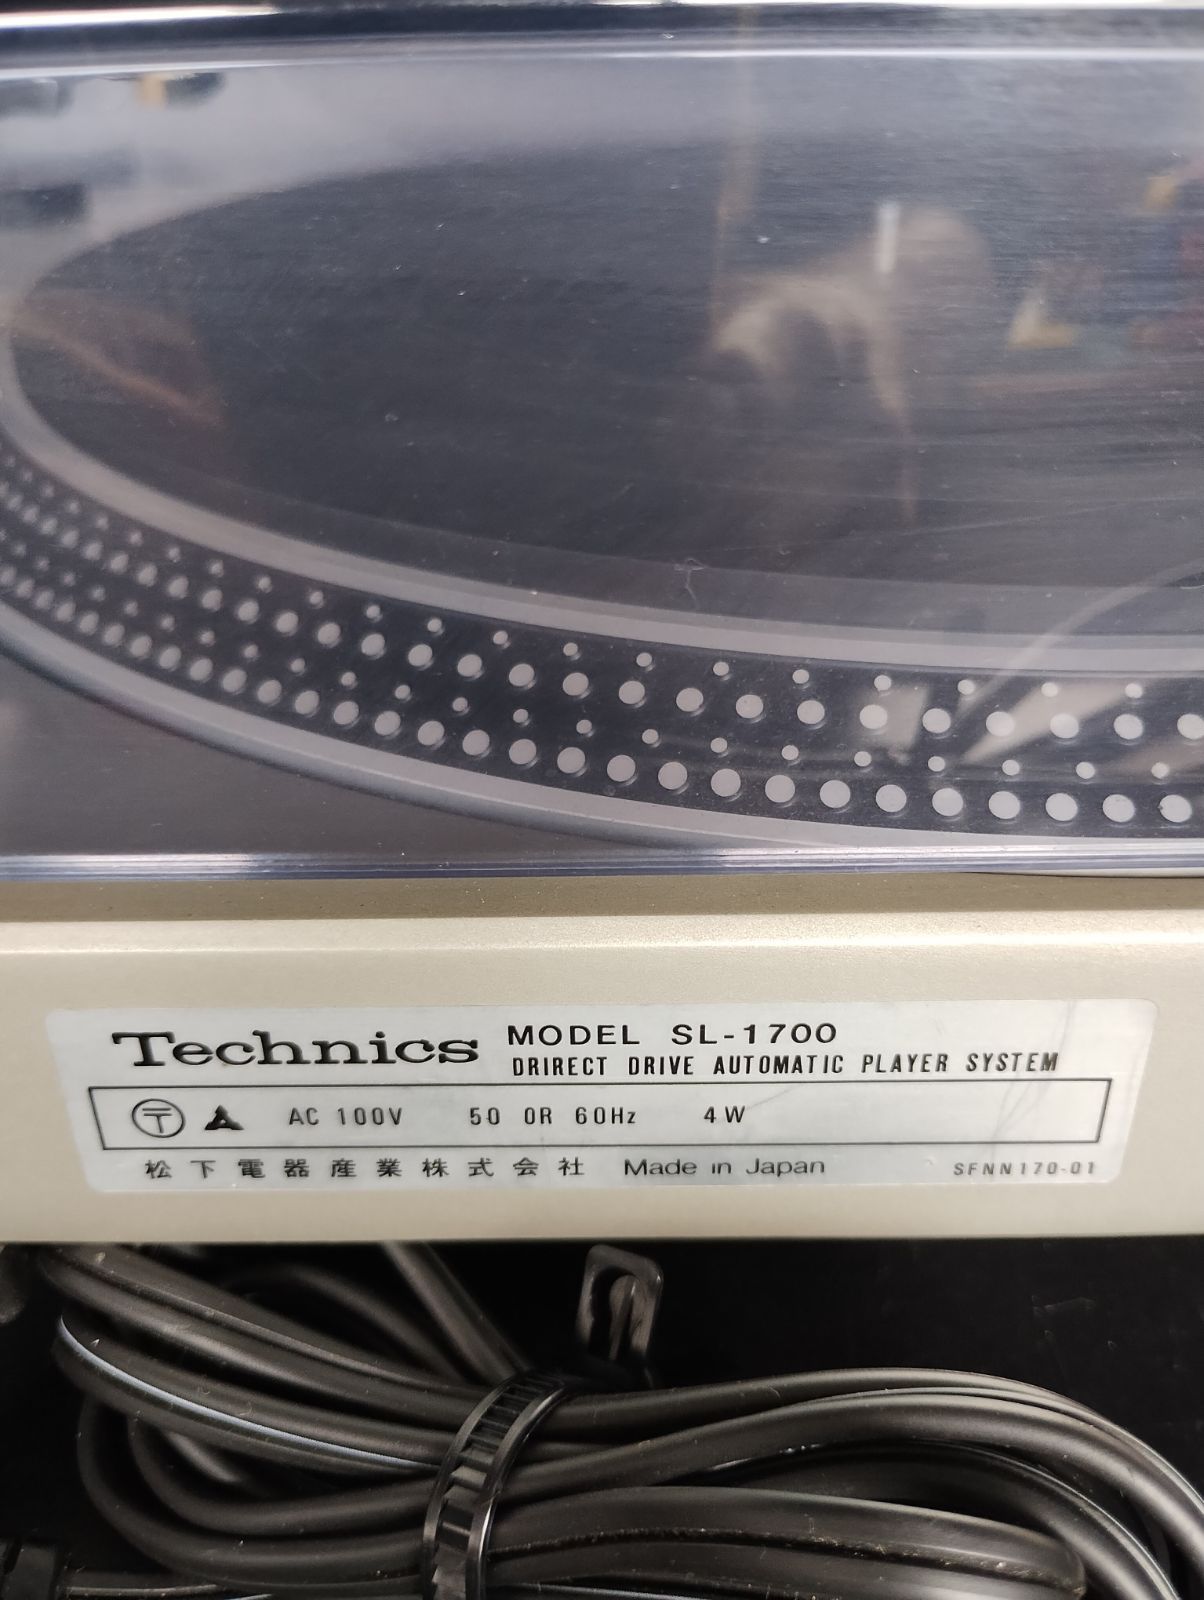 Technics MODEL SL-1700
DRIRECT DRIVE AUTOMATIC PLAYER SYSTEM
〶 AC 100V 50 OR 60Hz 4W
松下電器産業株式会社 Made in Japan SFNN170-01